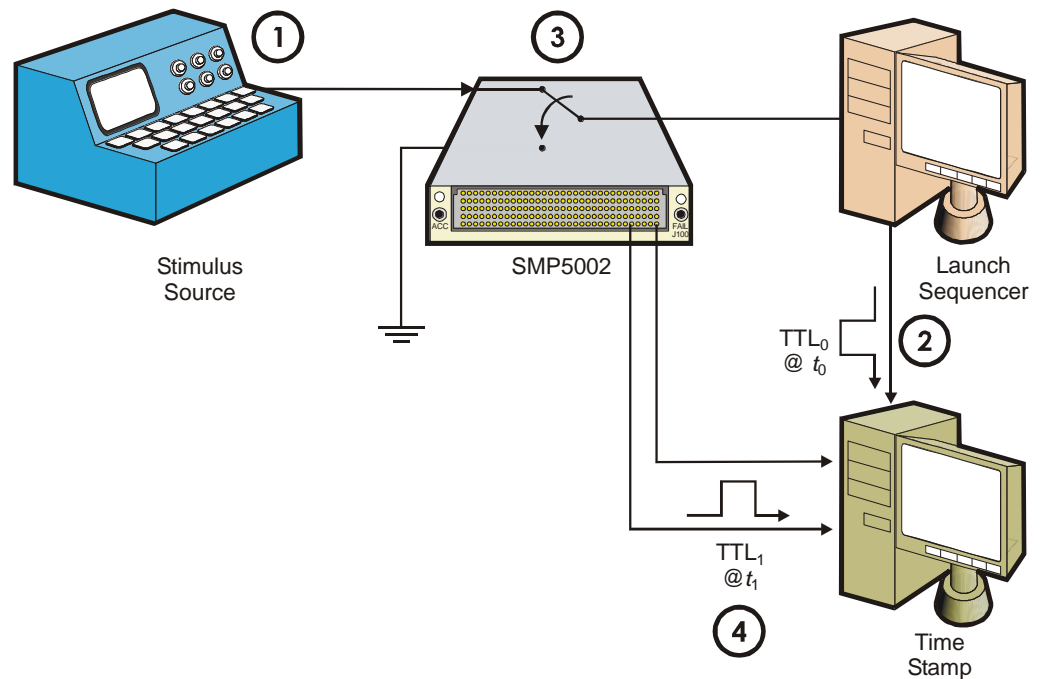 1
3
ACC
FAIL
J100
Stimulus
Source
SMP5002
Launch
Sequencer
TTL₀
@ t₀
2
TTL₁
@t₁
4
Time
Stamp